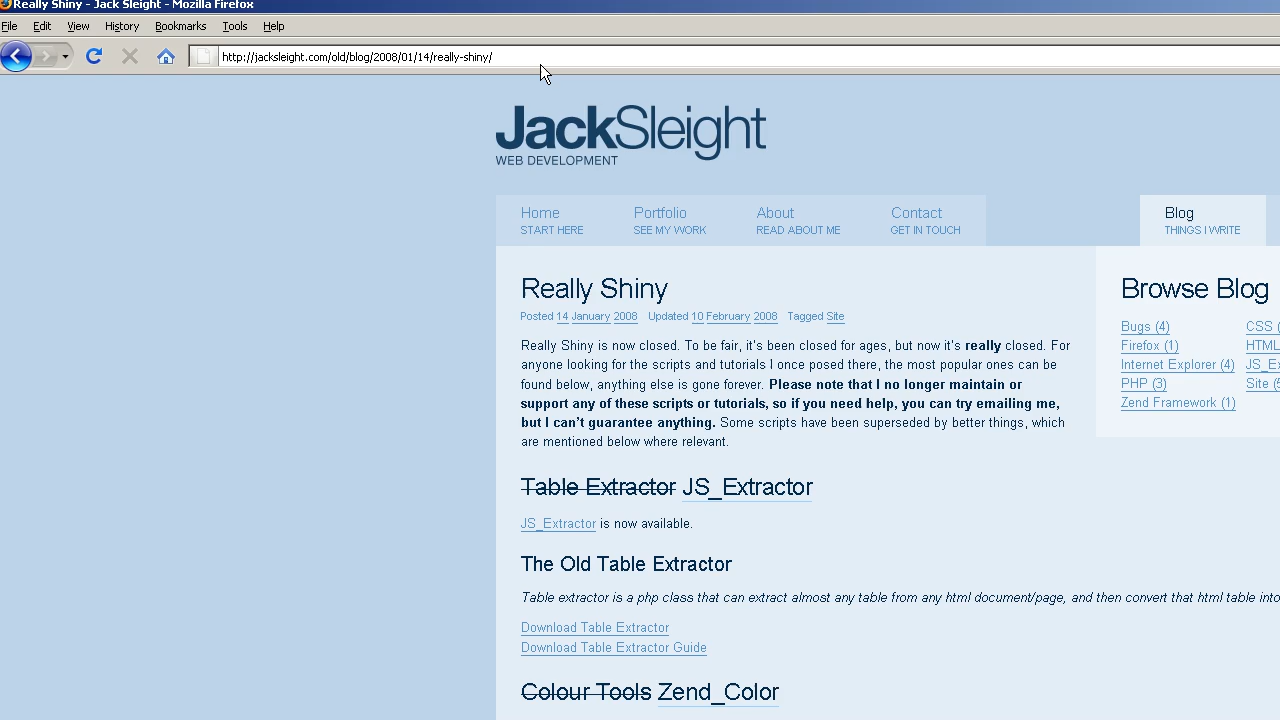 Really Shiny - Jack Sleight - Mozilla Firefox
File Edit View History Bookmarks Tools Help
http://jacksleight.com/old/blog/2008/01/14/really-shiny/
JackSleight
WEB DEVELOPMENT
Home Portfolio About Contact Blog
START HERE SEE MY WORK READ ABOUT ME GET IN TOUCH THINGS I WRITE
Really Shiny
Posted 14 January 2008 Updated 10 February 2008 Tagged Site
Really Shiny is now closed. To be fair, it's been closed for ages, but now it's really closed. For
anyone looking for the scripts and tutorials I once posed there, the most popular ones can be
found below, anything else is gone forever. Please note that I no longer maintain or
support any of these scripts or tutorials, so if you need help, you can try emailing me,
but I can't guarantee anything. Some scripts have been superseded by better things, which
are mentioned below where relevant.
Table Extractor JS_Extractor
JS_Extractor is now available.
The Old Table Extractor
Table extractor is a php class that can extract almost any table from any html document/page, and then convert that html table into
Download Table Extractor
Download Table Extractor Guide
Colour Tools Zend_Color
Browse Blog
Bugs (4) CSS (
Firefox (1) HTML
Internet Explorer (4) JS_E
PHP (3) Site (
Zend Framework (1)